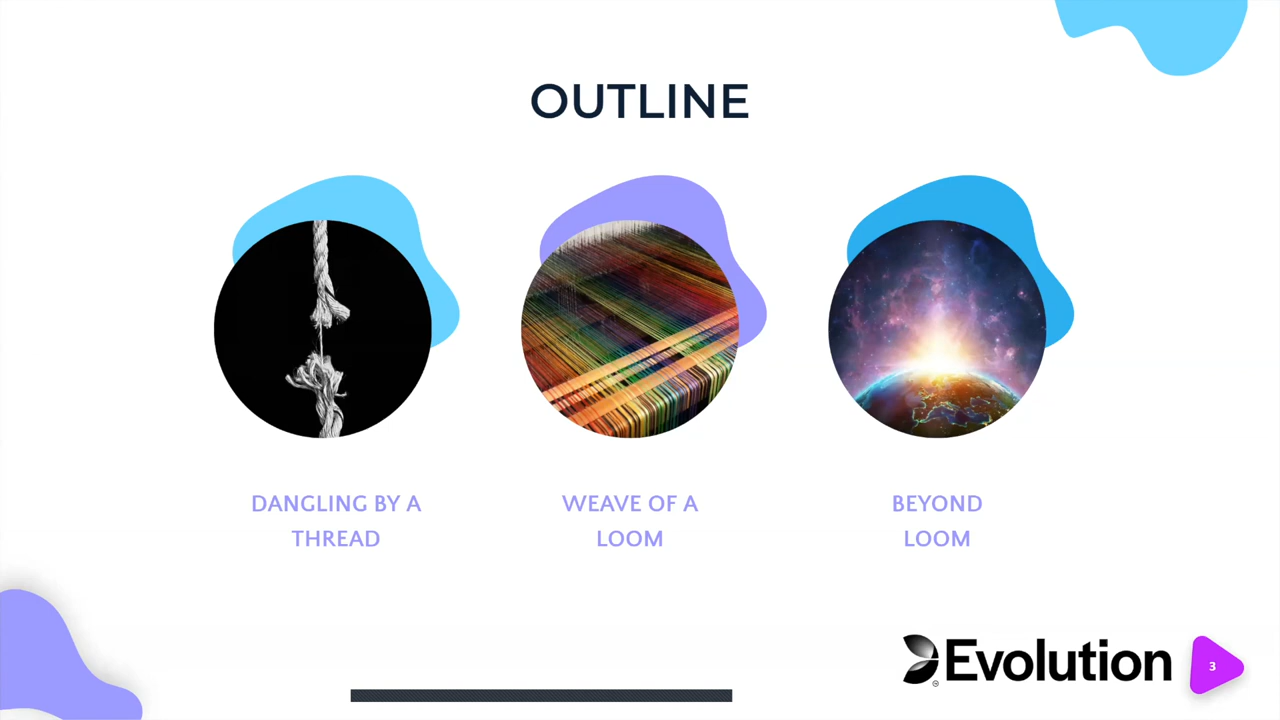 OUTLINE
DANGLING BY A
THREAD
WEAVE OF A
LOOM
BEYOND
LOOM
Evolution
3